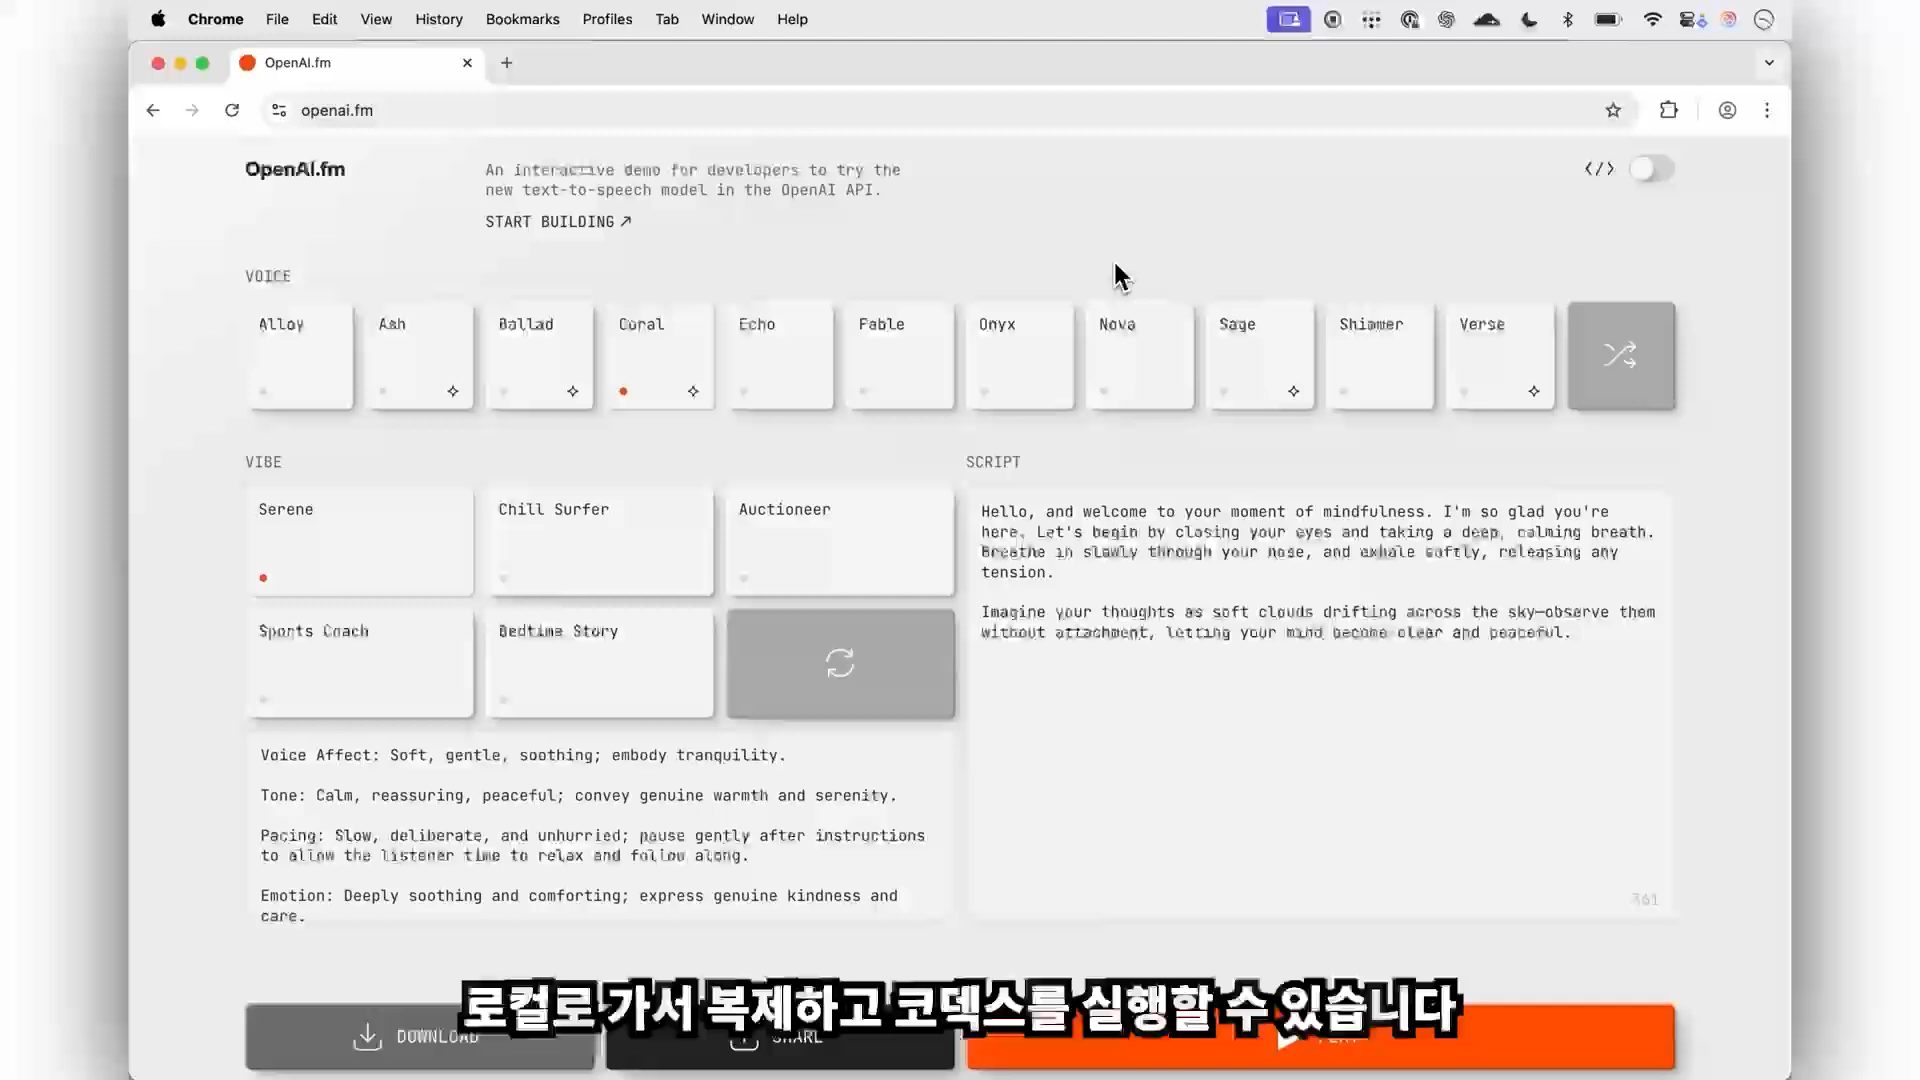 Chrome File Edit View History Bookmarks Profiles Tab Window Help
OpenAI.fm
openai.fm
OpenAI.fm
An interactive demo for developers to try the
new text-to-speech model in the OpenAI API.
START BUILDING
</>
VOICE
Alloy Ash Ballad Coral Echo Fable Onyx Nova Sage Shimmer Verse
VIBE
Serene Chill Surfer Auctioneer
Sports Coach Bedtime Story
Voice Affect: Soft, gentle, soothing; embody tranquility.
Tone: Calm, reassuring, peaceful; convey genuine warmth and serenity.
Pacing: Slow, deliberate, and unhurried; pause gently after instructions
to allow the listener time to relax and follow along.
Emotion: Deeply soothing and comforting; express genuine kindness and
care.
SCRIPT
Hello, and welcome to your moment of mindfulness. I'm so glad you're
here. Let's begin by closing your eyes and taking a deep, calming breath.
Breathe in slowly through your nose, and exhale softly, releasing any
tension.
Imagine your thoughts as soft clouds drifting across the sky—observe them
without attachment, letting your mind become clear and peaceful.
361
로컬로 가서 복제하고 코덱스를 실행할 수 있습니다
DOWNLOAD SHARE PLAY